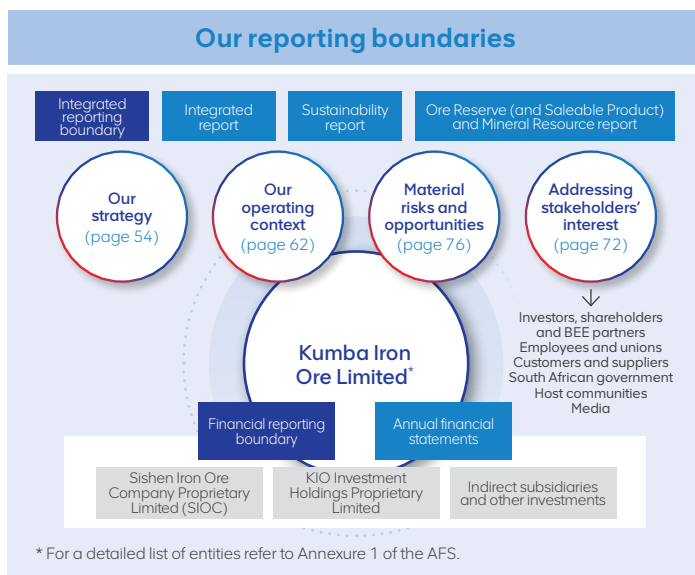 Our reporting boundaries
Integrated
reporting
boundary
Integrated
report
Sustainability
report
Ore Reserve (and Saleable Product)
and Mineral Resource report
Our
strategy
(page 54)
Our
operating
context
(page 62)
Material
risks and
opportunities
(page 76)
Addressing
stakeholders’
interest
(page 72)
Investors, shareholders
and BEE partners
Employees and unions
Customers and suppliers
South African government
Host communities
Media
Kumba Iron
Ore Limited*
Financial reporting
boundary
Annual financial
statements
Sishen Iron Ore
Company Proprietary
Limited (SIOC)
KIO Investment
Holdings Proprietary
Limited
Indirect subsidiaries
and other investments
* For a detailed list of entities refer to Annexure 1 of the AFS.